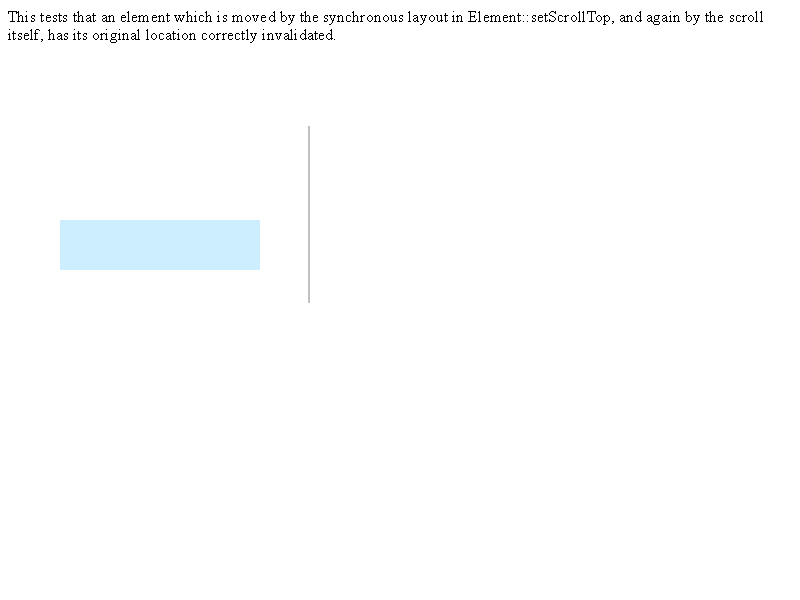 This tests that an element which is moved by the synchronous layout in Element::setScrollTop, and again by the scroll
itself, has its original location correctly invalidated.